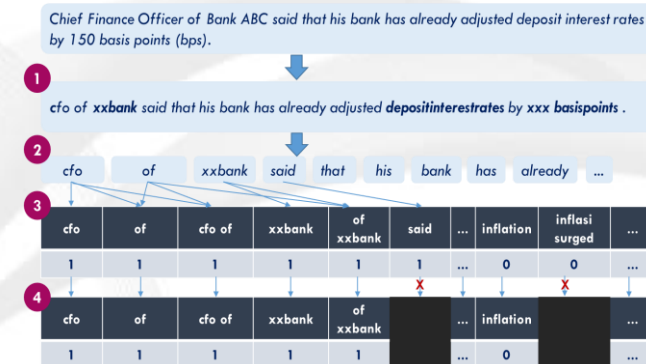 Chief Finance Officer of Bank ABC said that his bank has already adjusted deposit interest rates
by 150 basis points (bps).
1
cfo of xxbank said that his bank has already adjusted depositinterestrates by xxx basispoints .
2
cfo of xxbank said that his bank has already ...
3
cfo of cfo of xxbank of xxbank said ... inflation inflasi surged ...
1 1 1 1 1 1 ... 0 0 ...
X X
4
cfo of cfo of xxbank of xxbank ... inflation ...
1 1 1 1 1 ... 0 ...